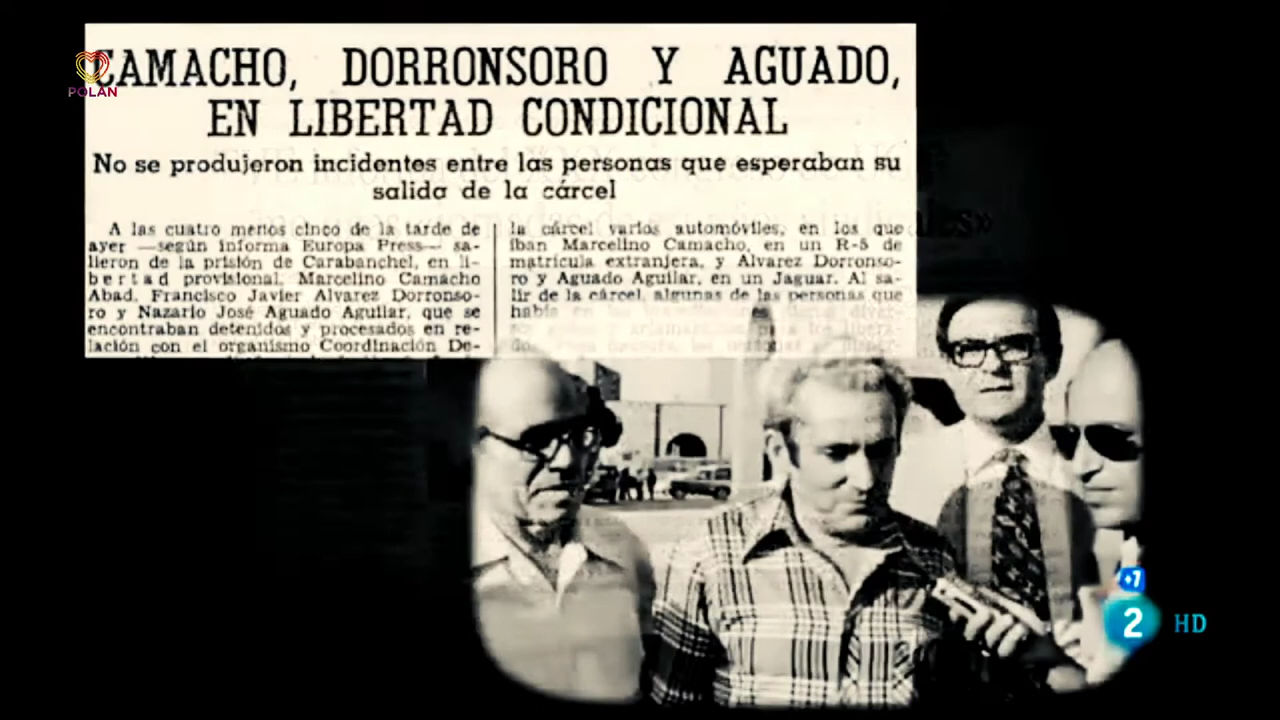 CAMACHO, DORRONSORO Y AGUADO,
EN LIBERTAD CONDICIONAL
POLAN
No se produjeron incidentes entre las personas que esperaban su
salida de la cárcel
A las cuatro menos cinco de la tarde de
ayer —según informa Europa Press— sa-
lieron de la prisión de Carabanchel, en li-
bertad provisional, Marcelino Camacho
Abad, Francisco Javier Alvarez Dorronso-
ro y Nazario José Aguado Aguilar, que se
encontraban detenidos y procesados en re-
lación con el organismo Coordinación De-
la cárcel varios automóviles, en los que
iban Marcelino Camacho, en un R-5 de
matrícula extranjera, y Alvarez Dorronso-
ro y Aguado Aguilar, en un Jaguar. Al sa-
lir de la cárcel, algunas de las personas que
había en
+7
2 HD